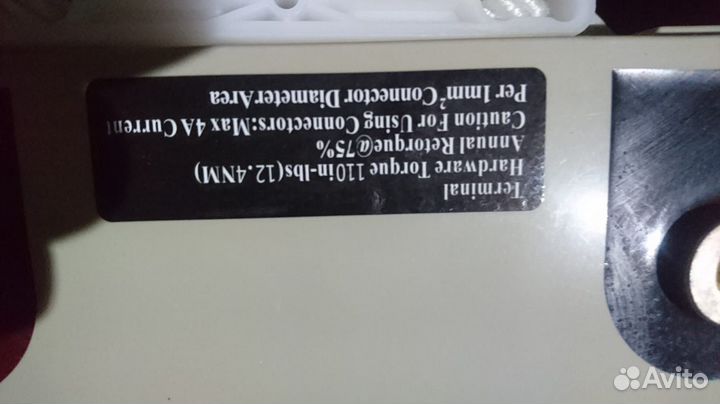 Terminal
Hardware Torque 110in-lbs(12.4NM)
Annual Retorque@75%
Caution For Using Connectors:Max 4A Current
Per 1mm²Connector DiameterArea
Avito